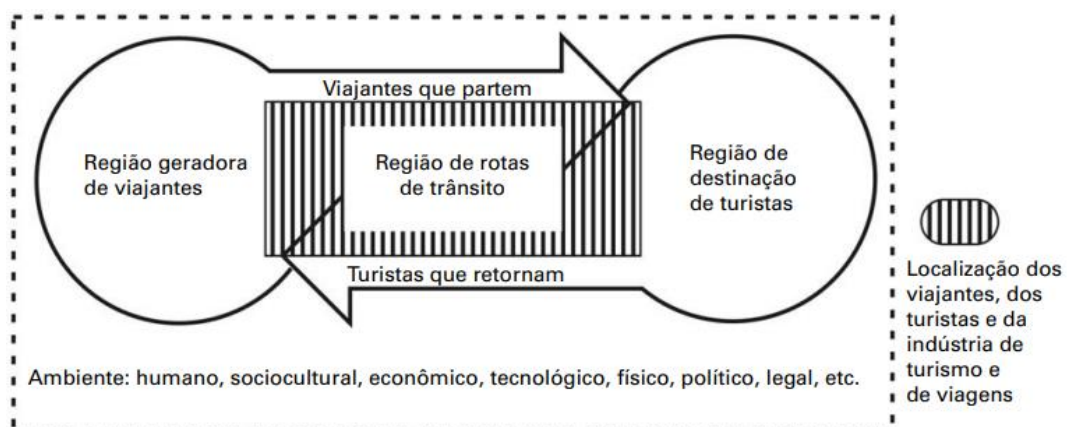 Viajantes que partem
Região geradora
de viajantes
Região de rotas
de trânsito
Região de
destinação
de turistas
Turistas que retornam
Localização dos
viajantes, dos
turistas e da
indústria de
turismo e
de viagens
Ambiente: humano, sociocultural, econômico, tecnológico, físico, político, legal, etc.